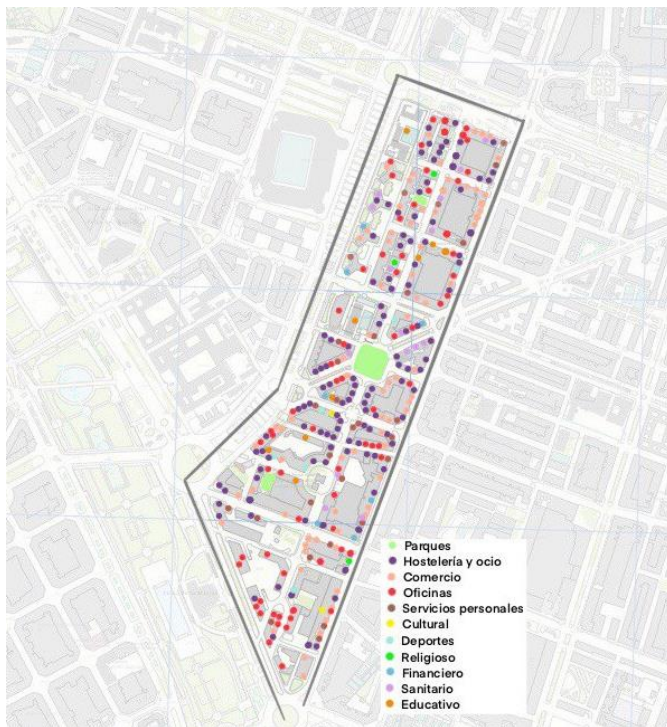 Parques
Hostelería y ocio
Comercio
Oficinas
Servicios personales
Cultural
Deportes
Religioso
Financiero
Sanitario
Educativo